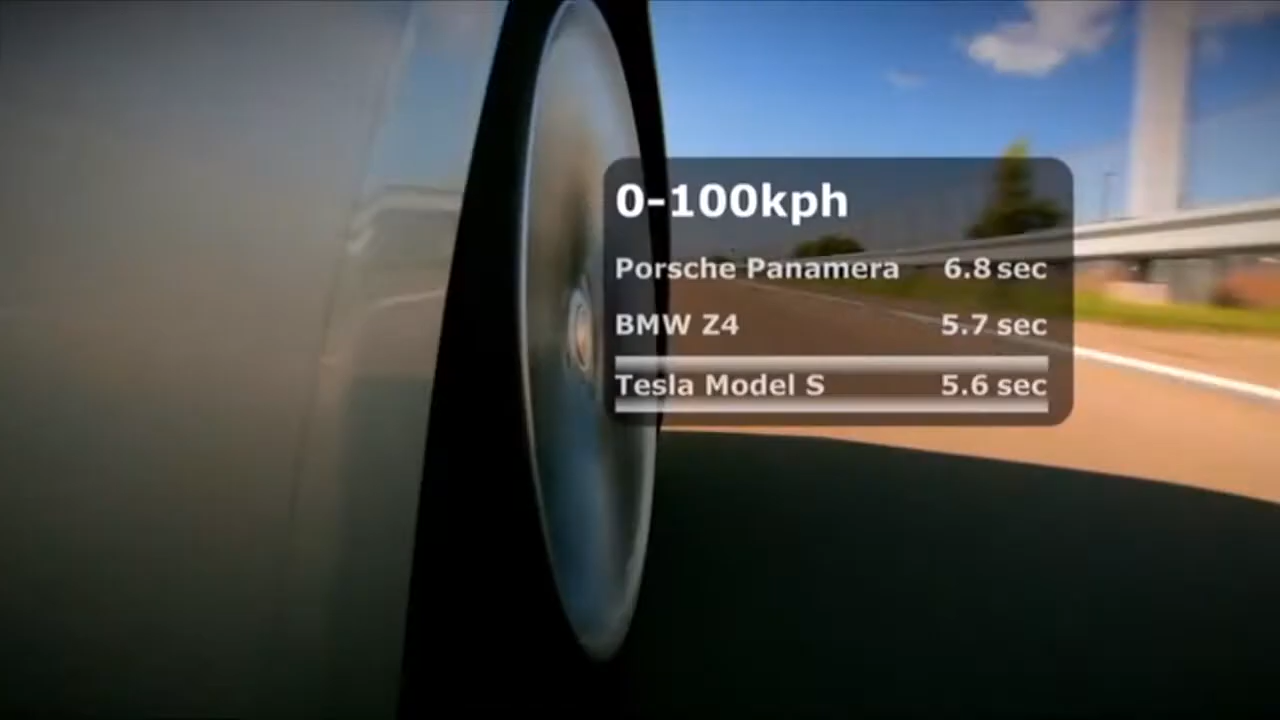 0-100kph
Porsche Panamera 6.8 sec
BMW Z4 5.7 sec
Tesla Model S 5.6 sec